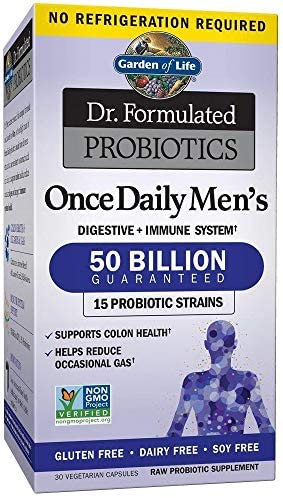 NO REFRIGERATION REQUIRED
Garden of Life
Dr. Formulated
PROBIOTICS
Once Daily Men's
DIGESTIVE + IMMUNE SYSTEM†
50 BILLION
GUARANTEED
15 PROBIOTIC STRAINS
✓ SUPPORTS COLON HEALTH†
✓ HELPS REDUCE
OCCASIONAL GAS†
NON
GMO
Project
VERIFIED
nongmoproject.org
GLUTEN FREE • DAIRY FREE • SOY FREE
30 VEGETARIAN CAPSULES
RAW PROBIOTIC SUPPLEMENT